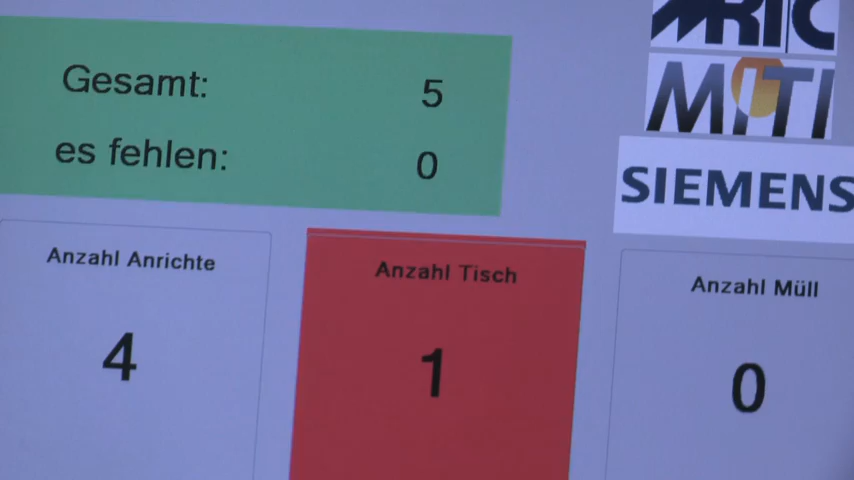 Gesamt: 5
es fehlen: 0
MITI
SIEMENS
Anzahl Anrichte
4
Anzahl Tisch
1
Anzahl Müll
0